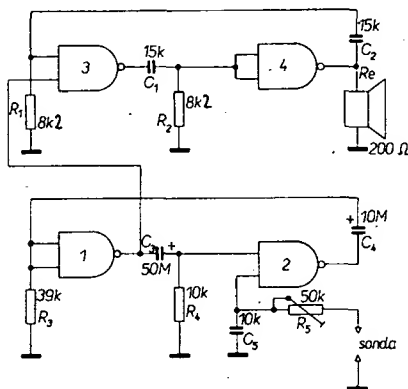 15k
C₂
3
15k
C₁
4
Re
R₁
8k2
R₂
8k2
200 Ω
1
C₃ +
50M
2
+ 10M
C₄
39k
R₃
10k
R₄
10k
C₅
50k
R₅
sonda